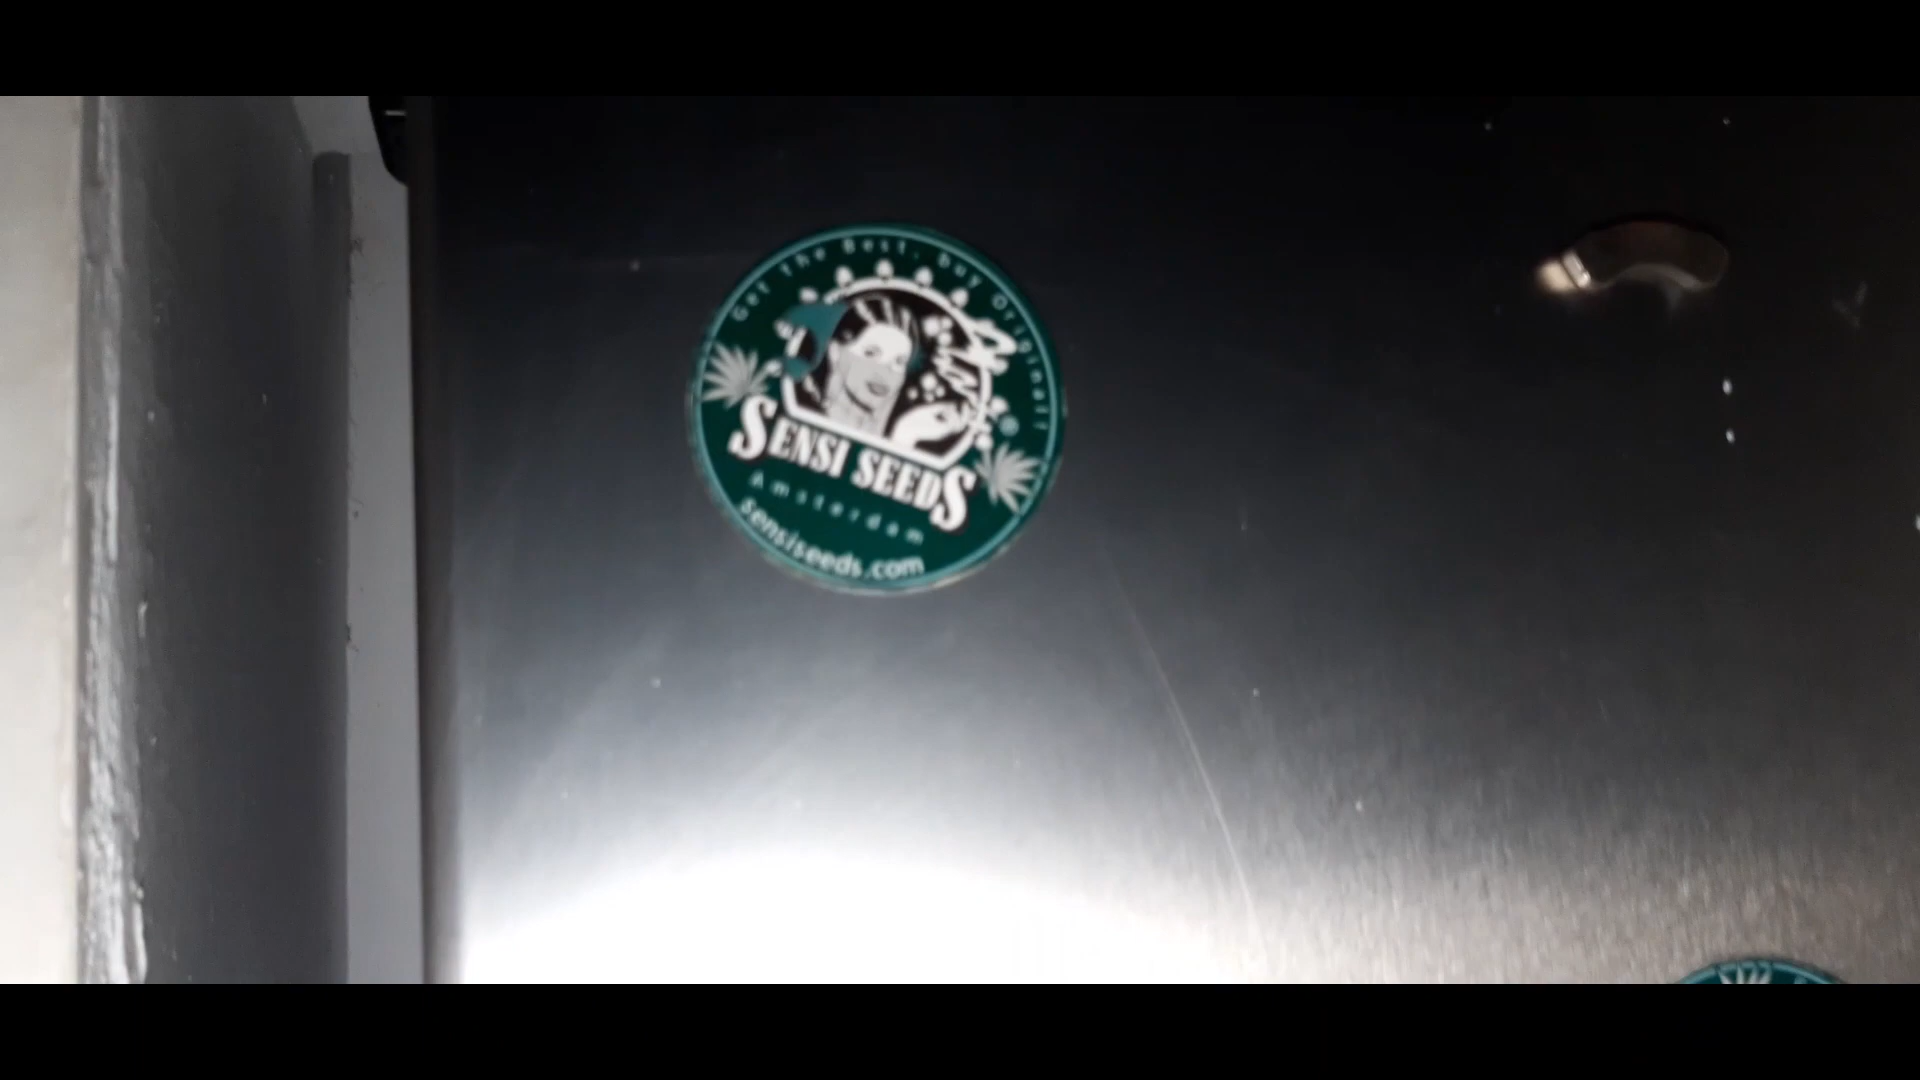 Get the Best, buy Original!
®
SENSI SEEDS
Amsterdam
sensiseeds.com